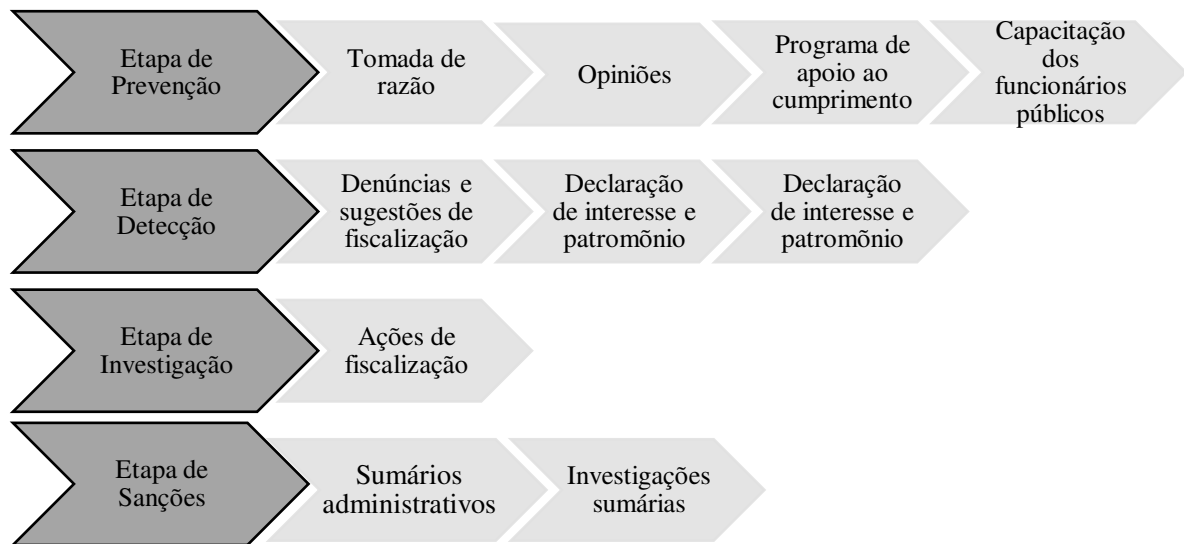 Etapa de
Prevenção
Tomada de
razão
Opiniões
Programa de
apoio ao
cumprimento
Capacitação
dos
funcionários
públicos
Etapa de
Detecção
Denúncias e
sugestões de
fiscalização
Declaração
de interesse e
patromõnio
Declaração
de interesse e
patromõnio
Etapa de
Investigação
Ações de
fiscalização
Etapa de
Sanções
Sumários
administrativos
Investigações
sumárias